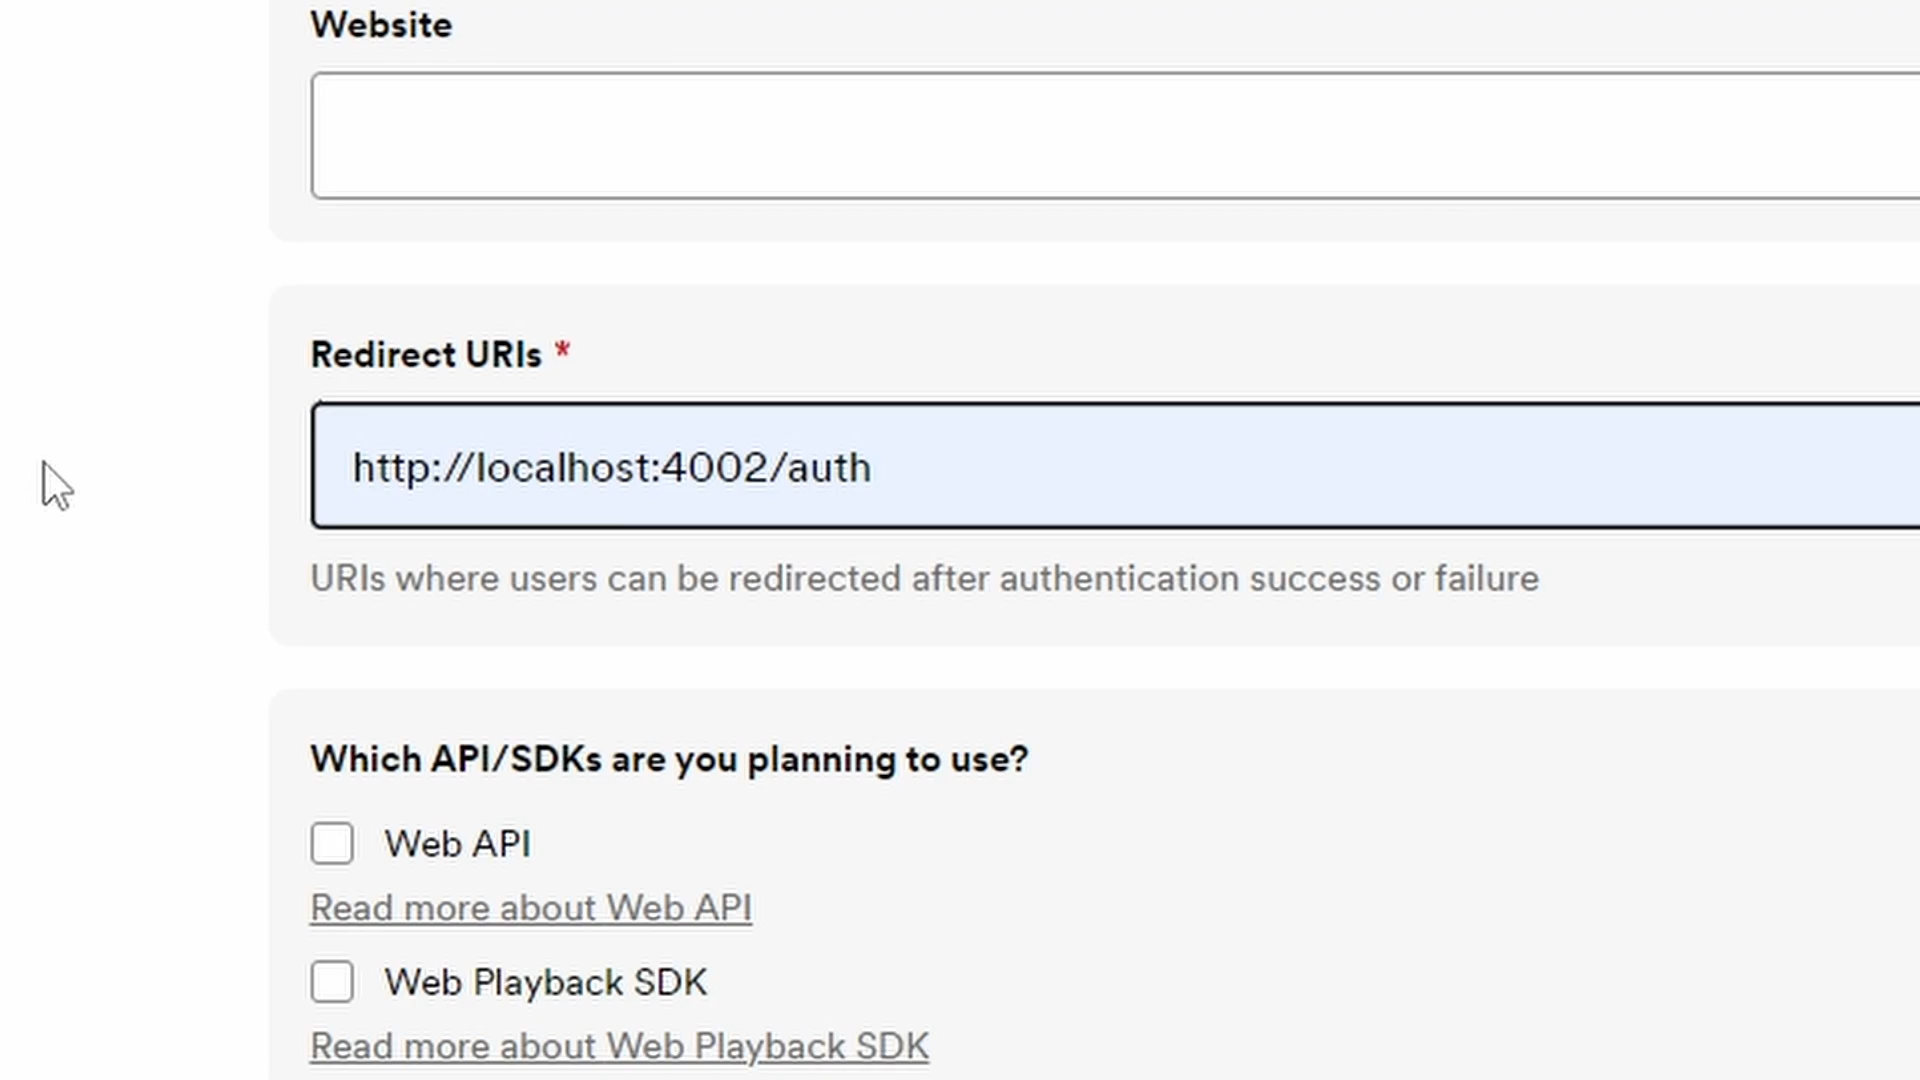 Website
Redirect URIs *
http://localhost:4002/auth
URIs where users can be redirected after authentication success or failure
Which API/SDKs are you planning to use?
Web API
Read more about Web API
Web Playback SDK
Read more about Web Playback SDK